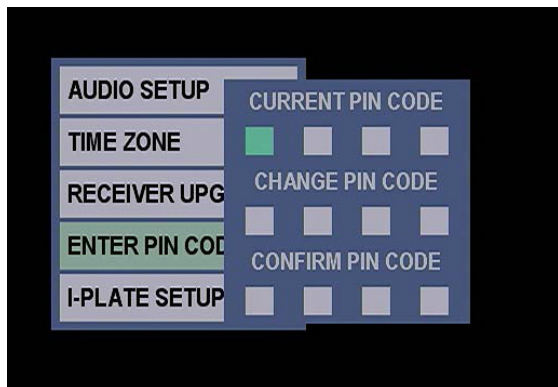 AUDIO SETUP
TIME ZONE
RECEIVER UPG
ENTER PIN COD
I-PLATE SETUP
CURRENT PIN CODE
CHANGE PIN CODE
CONFIRM PIN CODE